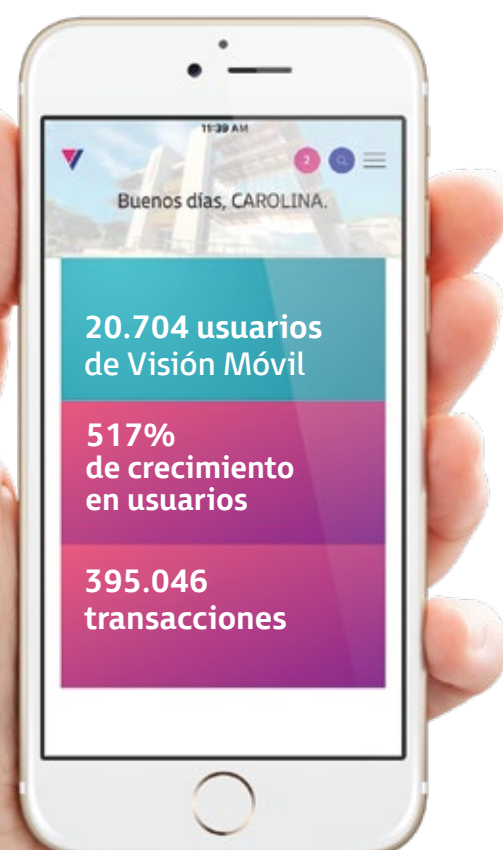 11:39 AM
2
Buenos días, CAROLINA.
20.704 usuarios
de Visión Móvil
517%
de crecimiento
en usuarios
395.046
transacciones